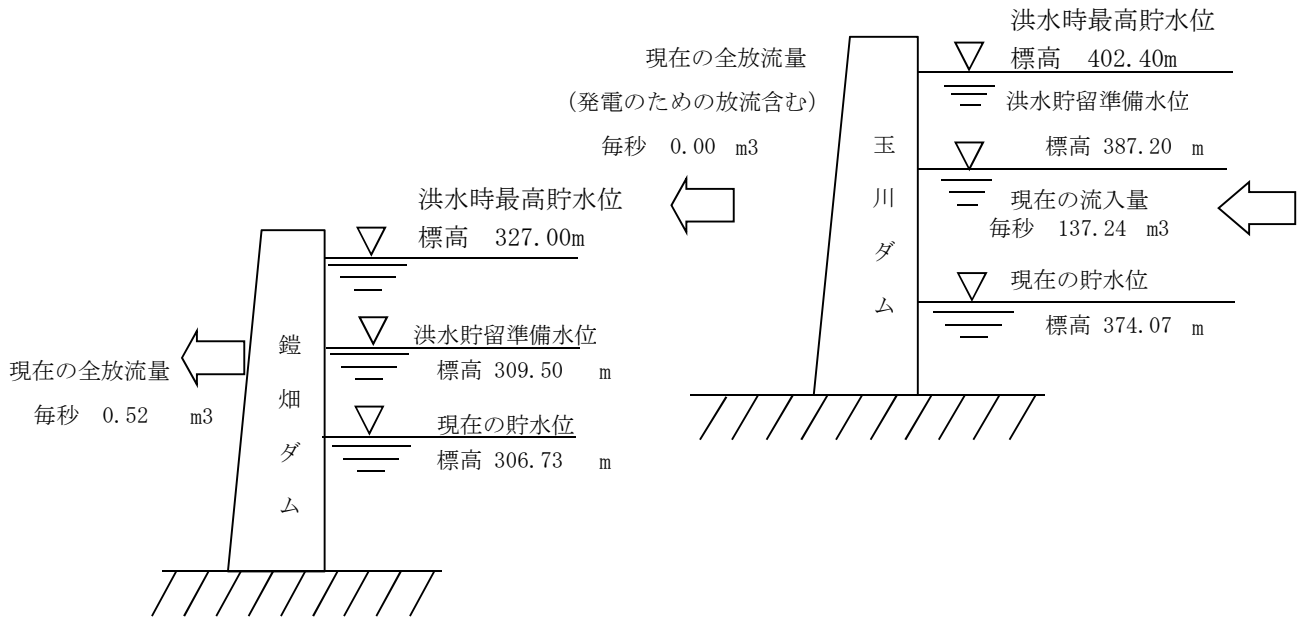 洪水時最高貯水位
標高 402.40m
現在の全放流量
（発電のための放流含む）
毎秒 0.00 m3
洪水貯留準備水位
標高 387.20 m
現在の流入量
毎秒 137.24 m3
現在の貯水位
標高 374.07 m
玉川ダム
洪水時最高貯水位
標高 327.00m
洪水貯留準備水位
標高 309.50 m
現在の貯水位
標高 306.73 m
鎧畑ダム
現在の全放流量
毎秒 0.52 m3